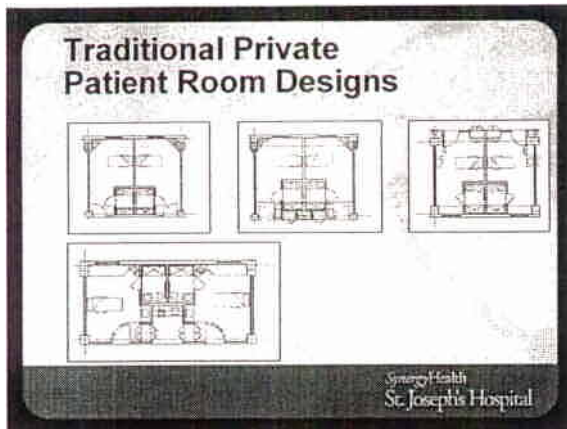 Traditional Private
Patient Room Designs
SynergyHealth
St. Joseph's Hospital